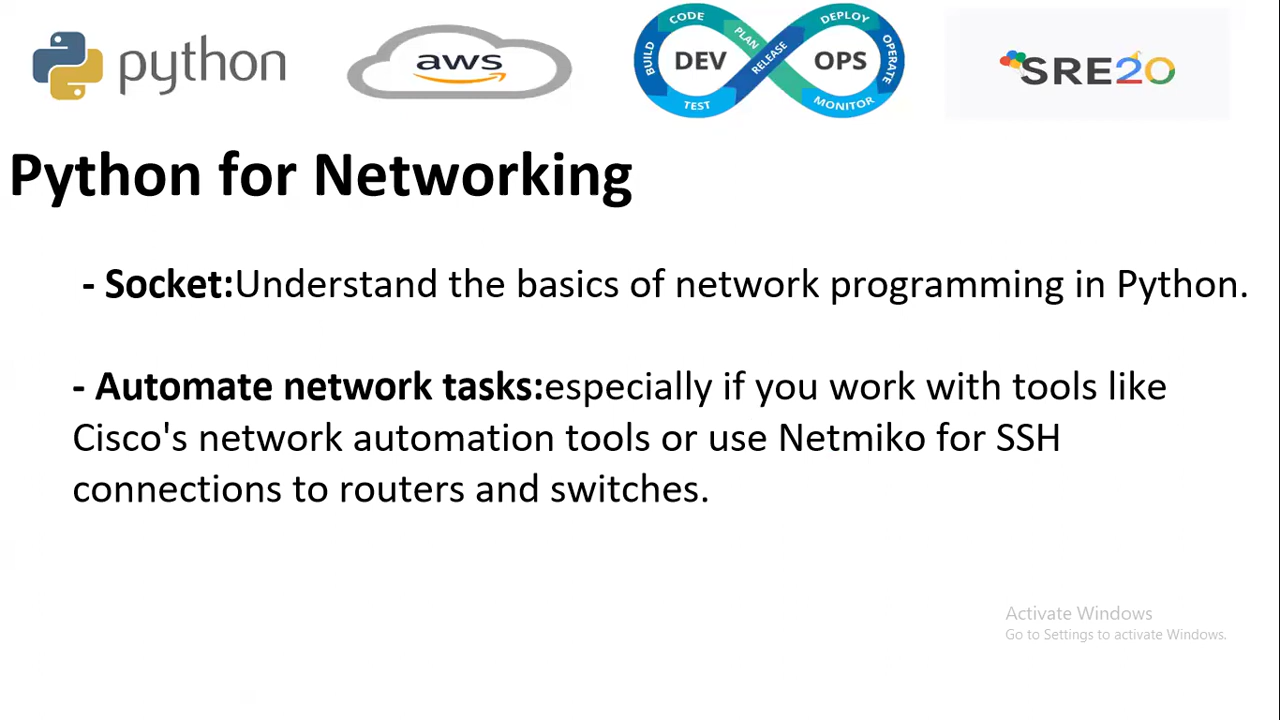 python
aws
CODE
PLAN
BUILD
DEV
TEST
RELEASE
DEPLOY
OPERATE
OPS
MONITOR
SRE20
Python for Networking
- Socket:Understand the basics of network programming in Python.
- Automate network tasks:especially if you work with tools like
Cisco's network automation tools or use Netmiko for SSH
connections to routers and switches.
Activate Windows
Go to Settings to activate Windows.